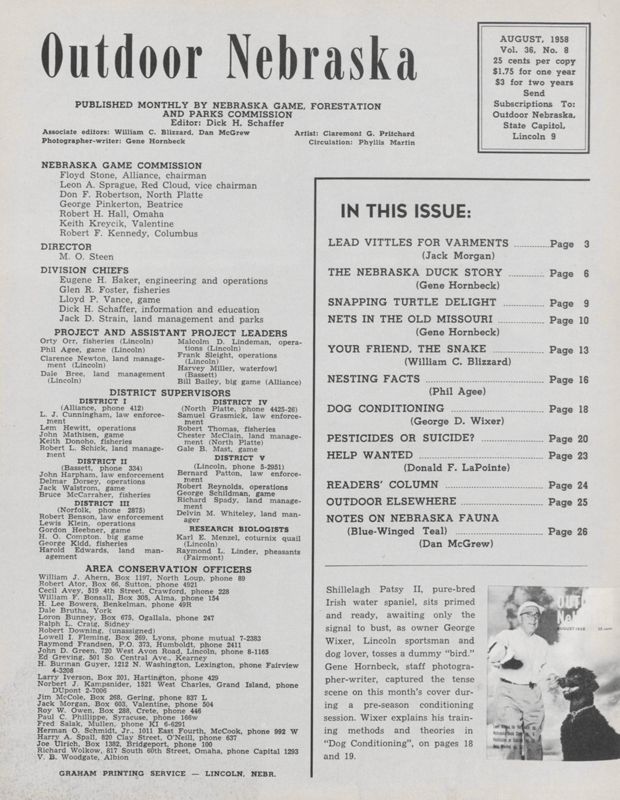 Outdoor Nebraska
PUBLISHED MONTHLY BY NEBRASKA GAME, FORESTATION
AND PARKS COMMISSION
Editor: Dick H. Schaffer
Associate editors: William C. Blizzard, Dan McGrew
Artist: Claremont G. Pritchard
Photographer-writer: Gene Hornbeck
Circulation: Phyllis Martin
AUGUST, 1958
Vol. 36, No. 8
25 cents per copy
$1.75 for one year
$3 for two years
Send
Subscriptions To:
Outdoor Nebraska,
State Capitol,
Lincoln 9
NEBRASKA GAME COMMISSION
Floyd Stone, Alliance, chairman
Leon A. Sprague, Red Cloud, vice chairman
Don F. Robertson, North Platte
George Pinkerton, Beatrice
Robert H. Hall, Omaha
Keith Kreycik, Valentine
Robert F. Kennedy, Columbus
DIRECTOR
M. O. Steen
DIVISION CHIEFS
Eugene H. Baker, engineering and operations
Glen R. Foster, fisheries
Lloyd P. Vance, game
Dick H. Schaffer, information and education
Jack D. Strain, land management and parks
PROJECT AND ASSISTANT PROJECT LEADERS
Orty Orr, fisheries (Lincoln)
Phil Agee, game (Lincoln)
Clarence Newton, land manage-
ment (Lincoln)
Dale Bree, land management
(Lincoln)
Malcolm D. Lindeman, opera-
tions (Lincoln)
Frank Sleight, operations
(Lincoln)
Harvey Miller, waterfowl
(Bassett)
Bill Bailey, big game (Alliance)
DISTRICT SUPERVISORS
DISTRICT I
(Alliance, phone 412)
L. J. Cunningham, law enforce-
ment
Lem Hewitt, operations
John Mathisen, game
Keith Donoho, fisheries
Robert L. Schick, land manage-
ment
DISTRICT II
(Bassett, phone 334)
John Harpham, law enforcement
Delmar Dorsey, operations
Jack Walstrom, game
Bruce McCarraher, fisheries
DISTRICT III
(Norfolk, phone 2875)
Robert Benson, law enforcement
Lewis Klein, operations
Gordon Heebner, game
H. O. Compton, big game
George Kidd, fisheries
Harold Edwards, land man-
agement
DISTRICT IV
(North Platte, phone 4425-26)
Samuel Grasmick, law enforce-
ment
Robert Thomas, fisheries
Chester McClain, land manage-
ment (North Platte)
Gale B. Mast, game
DISTRICT V
(Lincoln, phone 5-2951)
Bernard Patton, law enforce-
ment
Robert Reynolds, operations
George Schildman, game
Richard Spady, land manage-
ment
Delvin M. Whiteley, land man-
ager
RESEARCH BIOLOGISTS
Karl E. Menzel, coturnix quail
(Lincoln)
Raymond L. Linder, pheasants
(Fairmont)
AREA CONSERVATION OFFICERS
William J. Ahern, Box 1197, North Loup, phone 89
Robert Ator, Box 66, Sutton, phone 4921
Cecil Avey, 519 4th Street, Crawford, phone 228
William F. Bonsall, Box 305, Alma, phone 154
H. Lee Bowers, Benkelman, phone 49R
Dale Brutha, York
Loron Bunney, Box 675, Ogallala, phone 247
Ralph L. Craig, Sidney
Robert Downing, (unassigned)
Lowell I. Fleming, Box 269, Lyons, phone mutual 7-2383
Raymond Frandsen, P.O. 373, Humboldt, phone 2411
John D. Green, 720 West Avon Road, Lincoln, phone 8-1165
Ed Greving, 501 So. Central Ave., Kearney
H. Burman Guyer, 1212 N. Washington, Lexington, phone Fairview
4-3208
Larry Iverson, Box 201, Hartington, phone 429
Norbert J. Kampsnider, 1521 West Charles, Grand Island, phone
DUpont 2-7006
Jim McCole, Box 268, Gering, phone 837 L
Jack Morgan, Box 603, Valentine, phone 504
Roy W. Owen, Box 288, Crete, phone 446
Paul C. Phillippe, Syracuse, phone 166w
Fred Salak, Mullen, phone KI 6-6291
Herman O. Schmidt, Jr., 1011 East Fourth, McCook, phone 992 W
Harry A. Spall, 820 Clay Street, O'Neill, phone 637
Joe Ulrich, Box 1382, Bridgeport, phone 100
Richard Wolkow, 817 South 60th Street, Omaha, phone Capital 1293
V. B. Woodgate, Albion
GRAHAM PRINTING SERVICE — LINCOLN, NEBR.
IN THIS ISSUE:
LEAD VITTLES FOR VARMENTS ............Page 3
(Jack Morgan)
THE NEBRASKA DUCK STORY ............ Page 6
(Gene Hornbeck)
SNAPPING TURTLE DELIGHT ............ Page 9
NETS IN THE OLD MISSOURI ............ Page 10
(Gene Hornbeck)
YOUR FRIEND, THE SNAKE ............ Page 13
(William C. Blizzard)
NESTING FACTS ............ Page 16
(Phil Agee)
DOG CONDITIONING ............ Page 18
(George D. Wixer)
PESTICIDES OR SUICIDE? ............ Page 20
HELP WANTED ............ Page 23
(Donald F. LaPointe)
READERS' COLUMN ............ Page 24
OUTDOOR ELSEWHERE ............ Page 25
NOTES ON NEBRASKA FAUNA
(Blue-Winged Teal) ............ Page 26
(Dan McGrew)
Shillelagh Patsy II, pure-bred
Irish water spaniel, sits primed
and ready, awaiting only the
signal to bust, as owner George
Wixer, Lincoln sportsman and
dog lover, tosses a dummy "bird."
Gene Hornbeck, staff photogra-
pher-writer, captured the tense
scene on this month's cover dur-
ing a pre-season conditioning
session. Wixer explains his train-
ing methods and theories in
"Dog Conditioning", on pages 18
and 19.